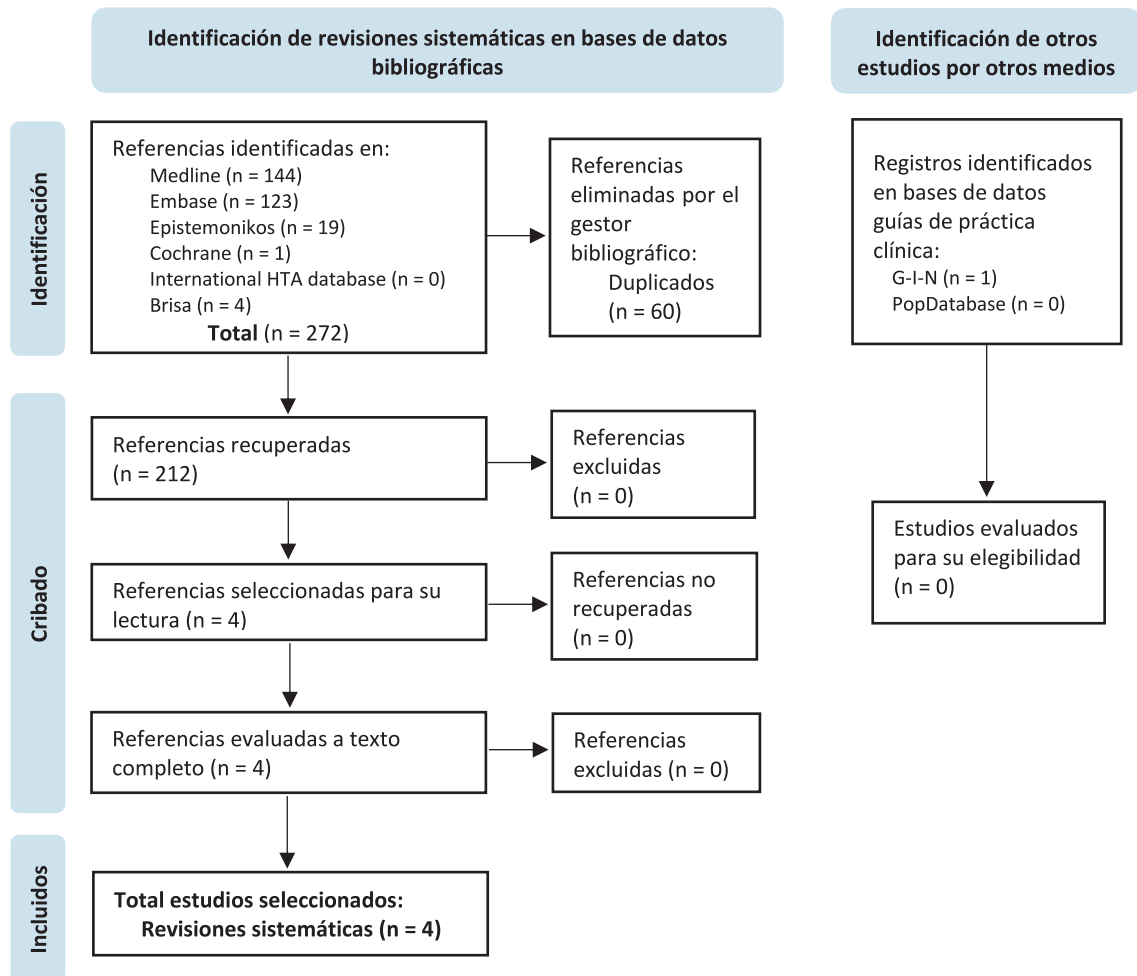 Identificación de revisiones sistemáticas en bases de datos
bibliográficas
Identificación de otros
estudios por otros medios
Identificación
Referencias identificadas en:
Medline (n = 144)
Embase (n = 123)
Epistemonikos (n = 19)
Cochrane (n = 1)
International HTA database (n = 0)
Brisa (n = 4)
Total (n = 272)
Referencias
eliminadas por el
gestor
bibliográfico:
Duplicados
(n = 60)
Registros identificados
en bases de datos
guías de práctica
clínica:
G-I-N (n = 1)
PopDatabase (n = 0)
Cribado
Referencias recuperadas
(n = 212)
Referencias
excluidas
(n = 0)
Referencias seleccionadas para su
lectura (n = 4)
Referencias no
recuperadas
(n = 0)
Estudios evaluados
para su elegibilidad
(n = 0)
Referencias evaluadas a texto
completo (n = 4)
Referencias
excluidas (n = 0)
Incluidos
Total estudios seleccionados:
Revisiones sistemáticas (n = 4)